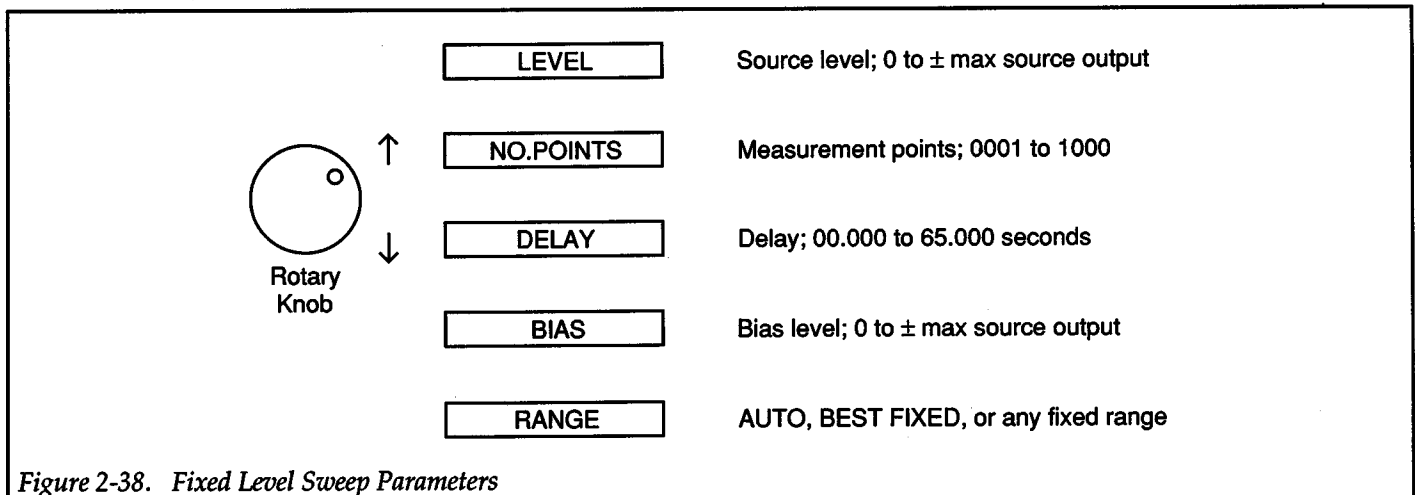 LEVEL Source level; 0 to ± max source output
↑ NO.POINTS Measurement points; 0001 to 1000
↓ DELAY Delay; 00.000 to 65.000 seconds
Rotary
Knob
BIAS Bias level; 0 to ± max source output
RANGE AUTO, BEST FIXED, or any fixed range
Figure 2-38. Fixed Level Sweep Parameters